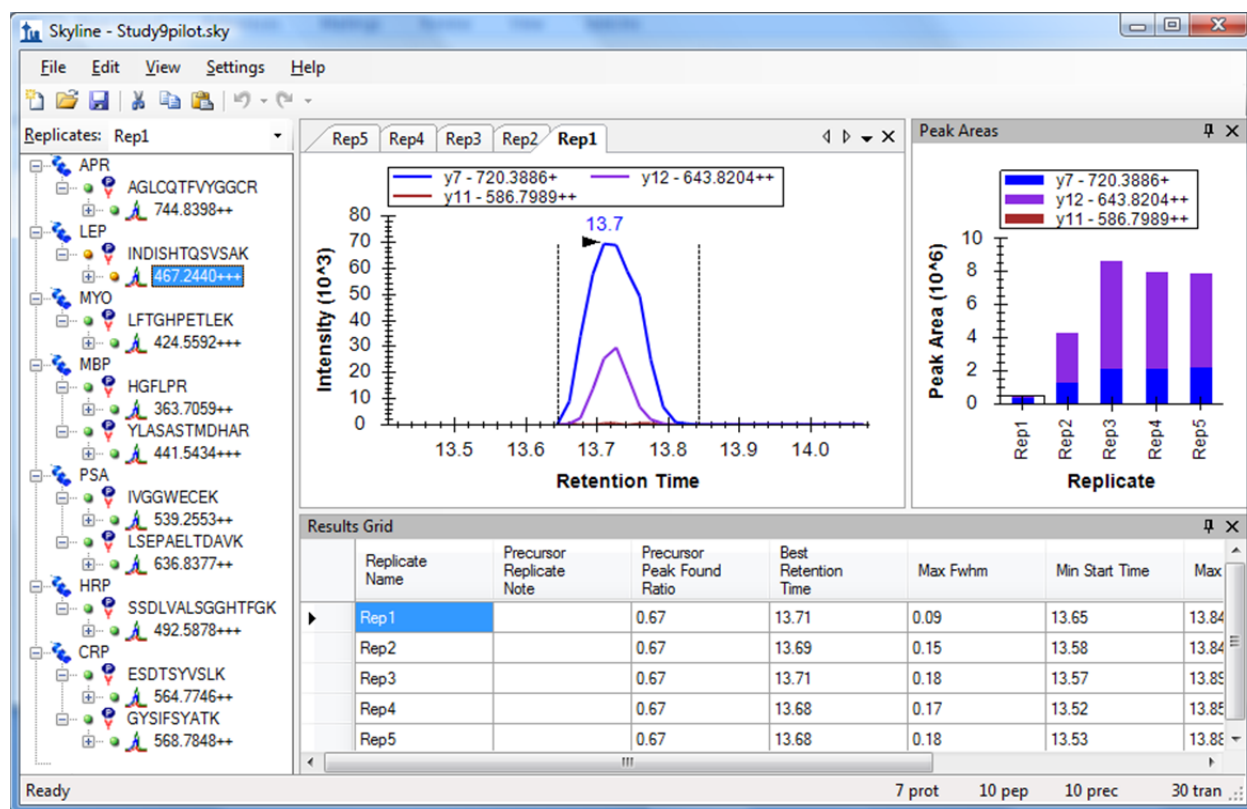 Skyline - Study9pilot.sky
File Edit View Settings Help
Replicates: Rep1
APR
AGLCQTFVYGGCR
744.8398++
LEP
INDISHTQSVSAK
467.2440+++
MYO
LFTGHPETLEK
424.5592+++
MBP
HGFLPR
363.7059++
YLASASTMDHAR
441.5434+++
PSA
IVGGWECEK
539.2553++
LSEPAELTDAVK
636.8377++
HRP
SSDLVALSGGHTFGK
492.5878+++
CRP
ESDTSYVSLK
564.7746++
GYSIFSYATK
568.7848++
Rep5 Rep4 Rep3 Rep2 Rep1
y7 - 720.3886+ y12 - 643.8204++
y11 - 586.7989++
13.7
Intensity (10^3)
80
70
60
50
40
30
20
10
0
13.5 13.6 13.7 13.8 13.9 14.0
Retention Time
Peak Areas
y7 - 720.3886+
y12 - 643.8204++
y11 - 586.7989++
Peak Area (10^6)
10
8
6
4
2
0
Rep1 Rep2 Rep3 Rep4 Rep5
Replicate
Results Grid
Replicate Name Precursor Replicate Note Precursor Peak Found Ratio Best Retention Time Max Fwhm Min Start Time Max
Rep1 0.67 13.71 0.09 13.65 13.84
Rep2 0.67 13.69 0.15 13.58 13.84
Rep3 0.67 13.71 0.18 13.57 13.89
Rep4 0.67 13.68 0.17 13.52 13.85
Rep5 0.67 13.68 0.18 13.53 13.88
Ready 7 prot 10 pep 10 prec 30 tran